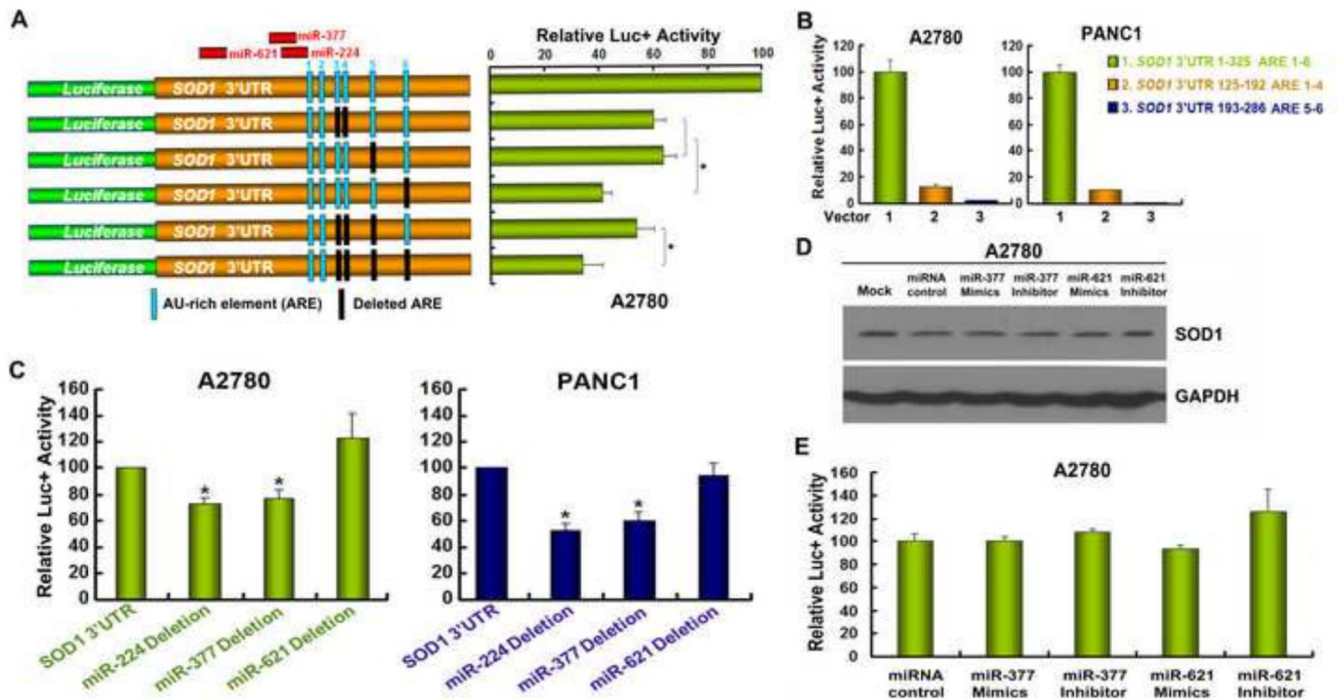 A
miR-377
miR-621
miR-224
1 2 3 4 5 6
Luciferase SOD1 3'UTR
Luciferase SOD1 3'UTR
Luciferase SOD1 3'UTR
Luciferase SOD1 3'UTR
Luciferase SOD1 3'UTR
Luciferase SOD1 3'UTR
AU-rich element (ARE)
Deleted ARE
Relative Luc+ Activity
0 20 40 60 80 100
*
*
A2780
B
A2780
PANC1
Relative Luc+ Activity
120
100
80
60
40
20
0
120
100
80
60
40
20
0
Vector 1 2 3
1 2 3
1. SOD1 3'UTR 1-325 ARE 1-6
2. SOD1 3'UTR 125-192 ARE 1-4
3. SOD1 3'UTR 193-286 ARE 5-6
C
A2780
Relative Luc+ Activity
160
140
120
100
80
60
40
20
0
*
*
SOD1 3'UTR
miR-224 Deletion
miR-377 Deletion
miR-621 Deletion
PANC1
160
140
120
100
80
60
40
20
0
*
*
SOD1 3'UTR
miR-224 Deletion
miR-377 Deletion
miR-621 Deletion
D
A2780
Mock
miRNA control
miR-377 Mimics
miR-377 Inhibitor
miR-621 Mimics
miR-621 Inhibitor
SOD1
GAPDH
E
A2780
Relative Luc+ Activity
160
140
120
100
80
60
40
20
0
miRNA control
miR-377 Mimics
miR-377 Inhibitor
miR-621 Mimics
miR-621 Inhibitor